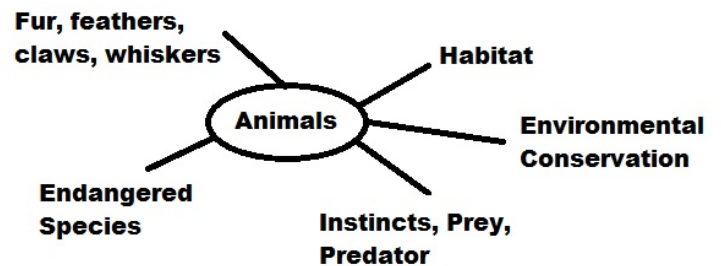 Fur, feathers,
claws, whiskers
Habitat
Animals
Environmental
Conservation
Endangered
Species
Instincts, Prey,
Predator